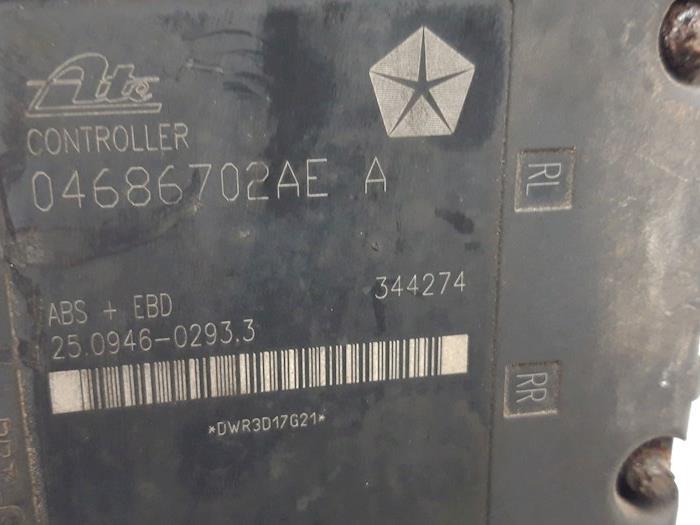 Ate
CONTROLLER
04686702AE A
RL
344274
ABS + EBD
25.0946-0293.3
RR
*DWR3D17G21*